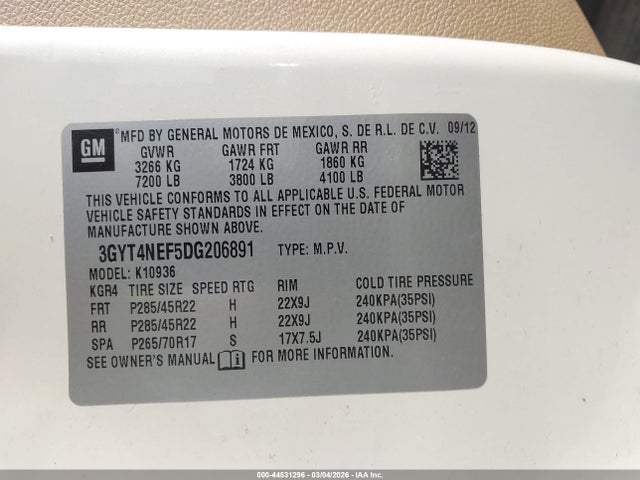 GM ©MFD BY GENERAL MOTORS DE MEXICO, S. DE R.L. DE C.V. 09/12
GVWR GAWR FRT GAWR RR
3266 KG 1724 KG 1860 KG
7200 LB 3800 LB 4100 LB
THIS VEHICLE CONFORMS TO ALL APPLICABLE U.S. FEDERAL MOTOR
VEHICLE SAFETY STANDARDS IN EFFECT ON THE DATE OF
MANUFACTURE SHOWN ABOVE.
3GYT4NEF5DG206891 TYPE: M.P.V.
MODEL: K10936
KGR4 TIRE SIZE SPEED RTG RIM COLD TIRE PRESSURE
FRT P285/45R22 H 22X9J 240KPA(35PSI)
RR P285/45R22 H 22X9J 240KPA(35PSI)
SPA P265/70R17 S 17X7.5J 240KPA(35PSI)
SEE OWNER'S MANUAL FOR MORE INFORMATION.
000-44531296 - 03/04/2026 - IAA Inc.